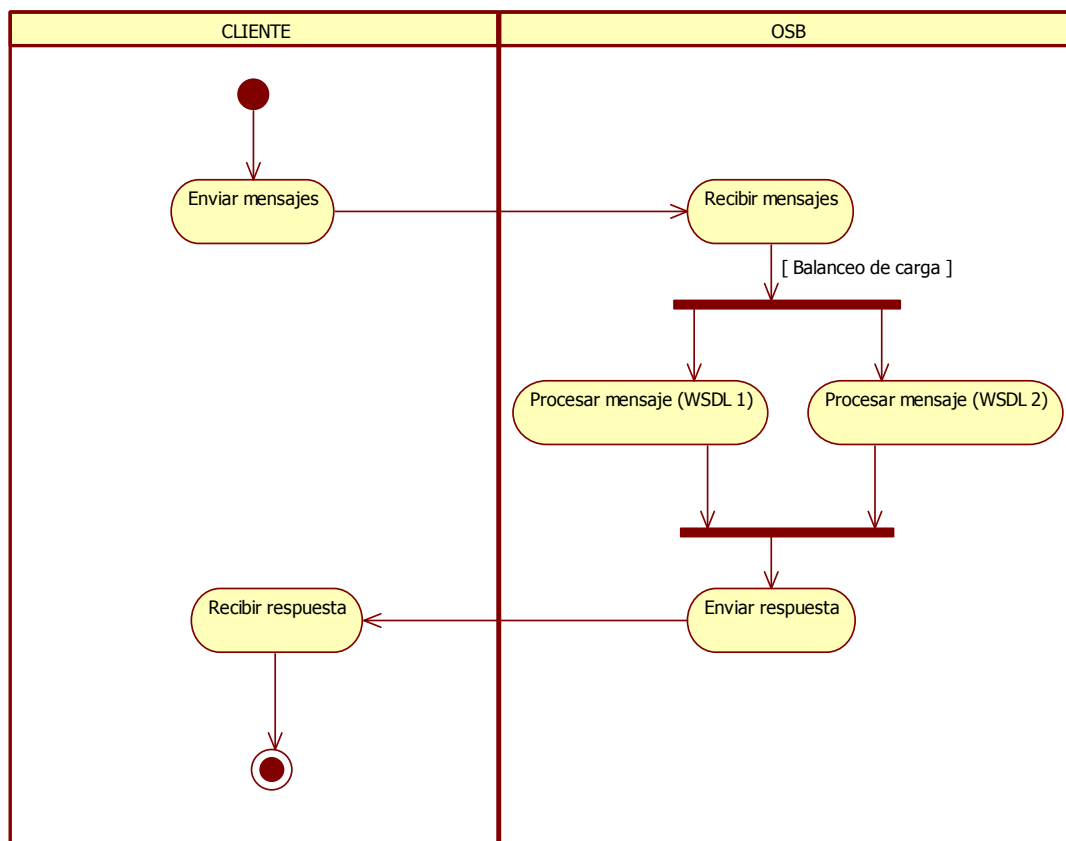 CLIENTE
OSB
Enviar mensajes
Recibir mensajes
[ Balanceo de carga ]
Procesar mensaje (WSDL 1)
Procesar mensaje (WSDL 2)
Recibir respuesta
Enviar respuesta